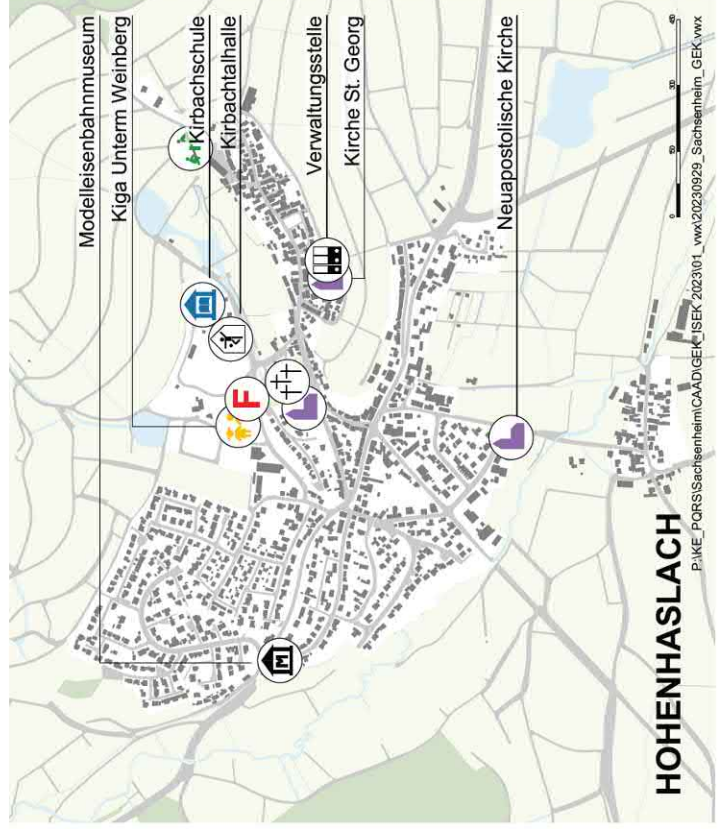 Modelleisenbahnmuseum
Kiga Unterm Weinberg
Kirbachschule
Kirbachtalhalle
Verwaltungsstelle
Kirche St. Georg
Neuapostolische Kirche
F
M
HOHENHASLACH
P:\KE_PQRS\Sachsenheim\CAAD\GEK_ISEK 2023\01_vwx\20230929_Sachsenheim_GEK.vwx